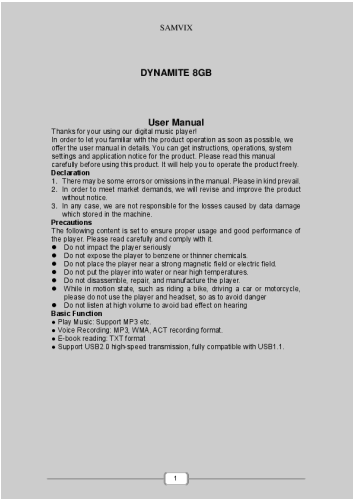 SAMVIX
DYNAMITE 8GB
User Manual
Thanks for your using our digital music player!
In order to let you familiar with the product operation as soon as possible, we
offer the user manual in details. You can get instructions, operations, system
settings and application notice for the product. Please read this manual
carefully before using this product. It will help you to operate the product freely.
Declaration
1. There may be some errors or omissions in the manual. Please in kind prevail.
2. In order to meet market demands, we will revise and improve the product
without notice.
3. In any case, we are not responsible for the losses caused by data damage
which stored in the machine.
Precautions
The following content is set to ensure proper usage and good performance of
the player. Please read carefully and comply with it.
● Do not impact the player seriously
● Do not expose the player to benzene or thinner chemicals.
● Do not place the player near a strong magnetic field or electric field.
● Do not put the player into water or near high temperatures.
● Do not disassemble, repair, and manufacture the player.
● While in motion state, such as riding a bike, driving a car or motorcycle,
please do not use the player and headset, so as to avoid danger
● Do not listen at high volume to avoid bad effect on hearing
Basic Function
● Play Music: Support MP3 etc.
● Voice Recording: MP3, WMA, ACT recording format.
● E-book reading: TXT format
● Support USB2.0 high-speed transmission, fully compatible with USB1.1.
1